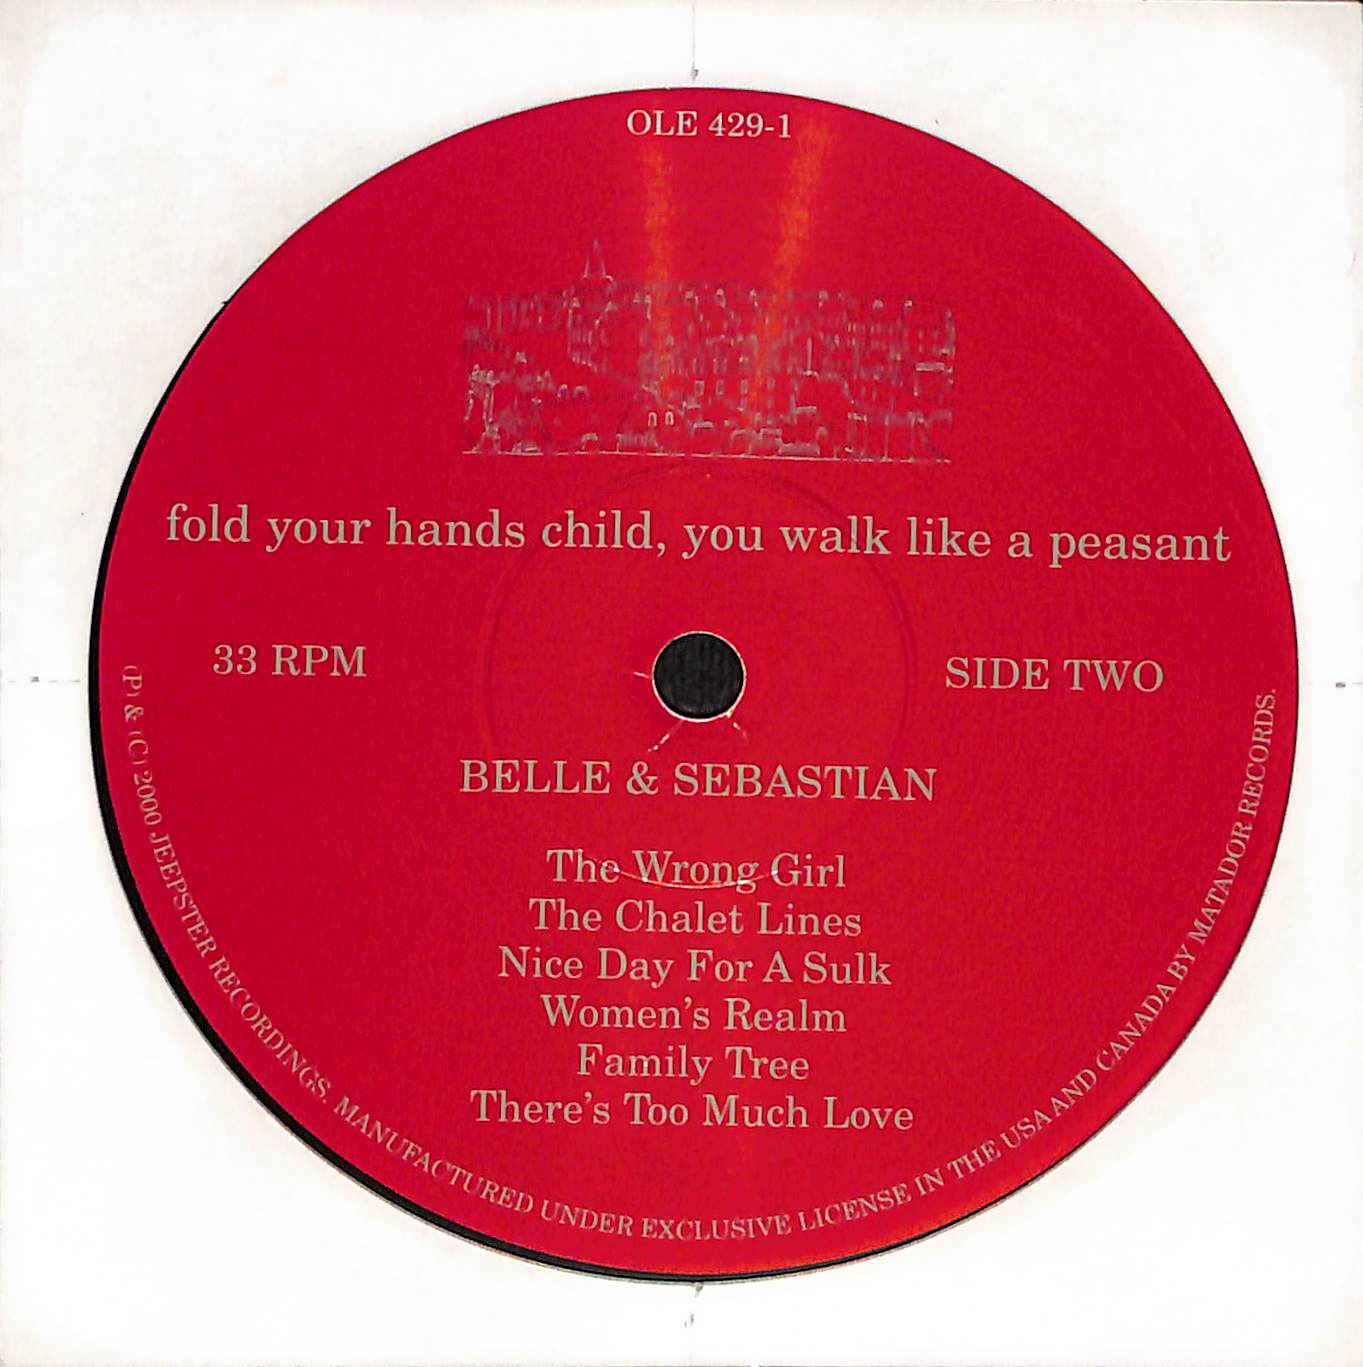 OLE 429-1
fold your hands child, you walk like a peasant
33 RPM
SIDE TWO
BELLE & SEBASTIAN
The Wrong Girl
The Chalet Lines
Nice Day For A Sulk
Women's Realm
Family Tree
There's Too Much Love
(P) & (C) 2000 JEEPSTER RECORDINGS. MANUFACTURED UNDER EXCLUSIVE LICENSE IN THE USA AND CANADA BY MATADOR RECORDS.